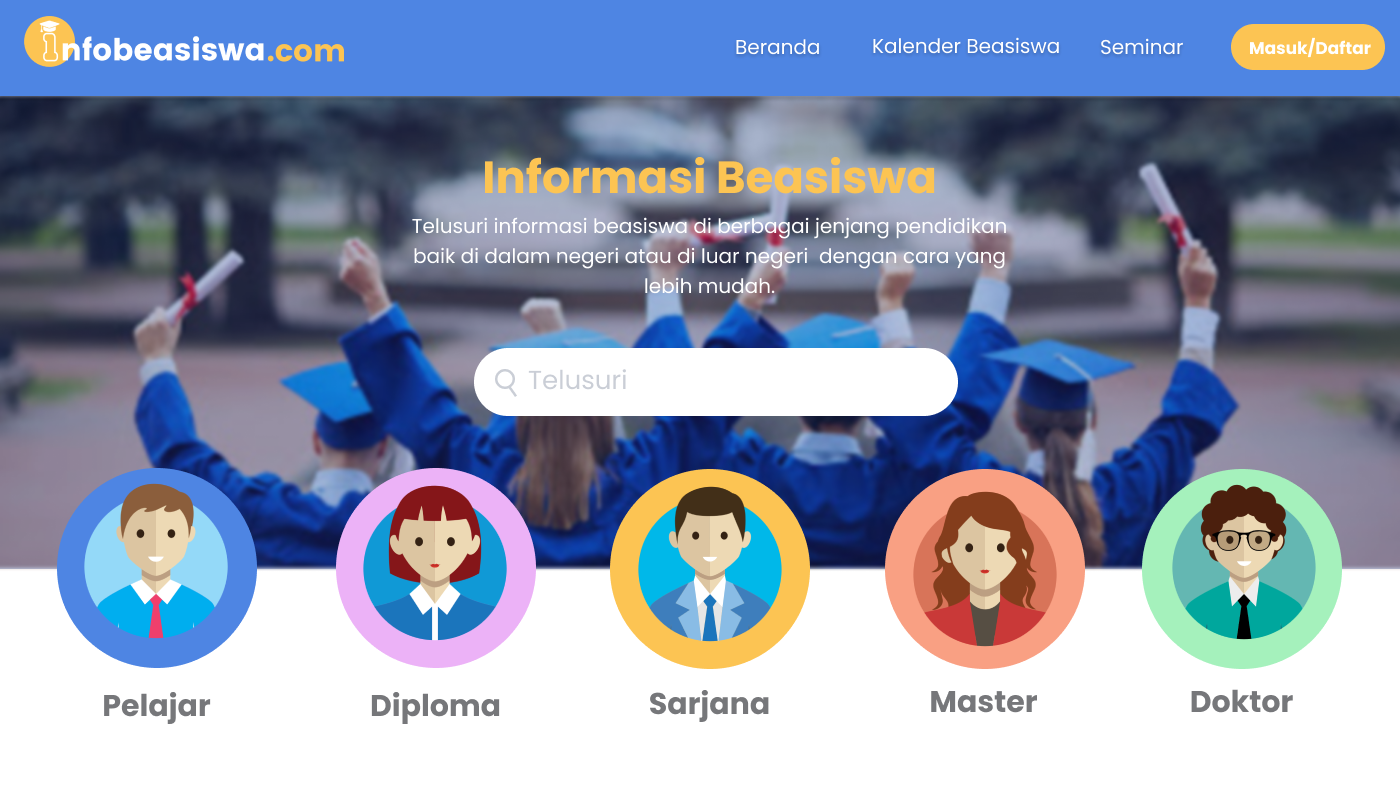 Infobeasiswa.com
Beranda
Kalender Beasiswa
Seminar
Masuk/Daftar
Informasi Beasiswa
Telusuri informasi beasiswa di berbagai jenjang pendidikan
baik di dalam negeri atau di luar negeri dengan cara yang
lebih mudah.
Telusuri
Pelajar
Diploma
Sarjana
Master
Doktor